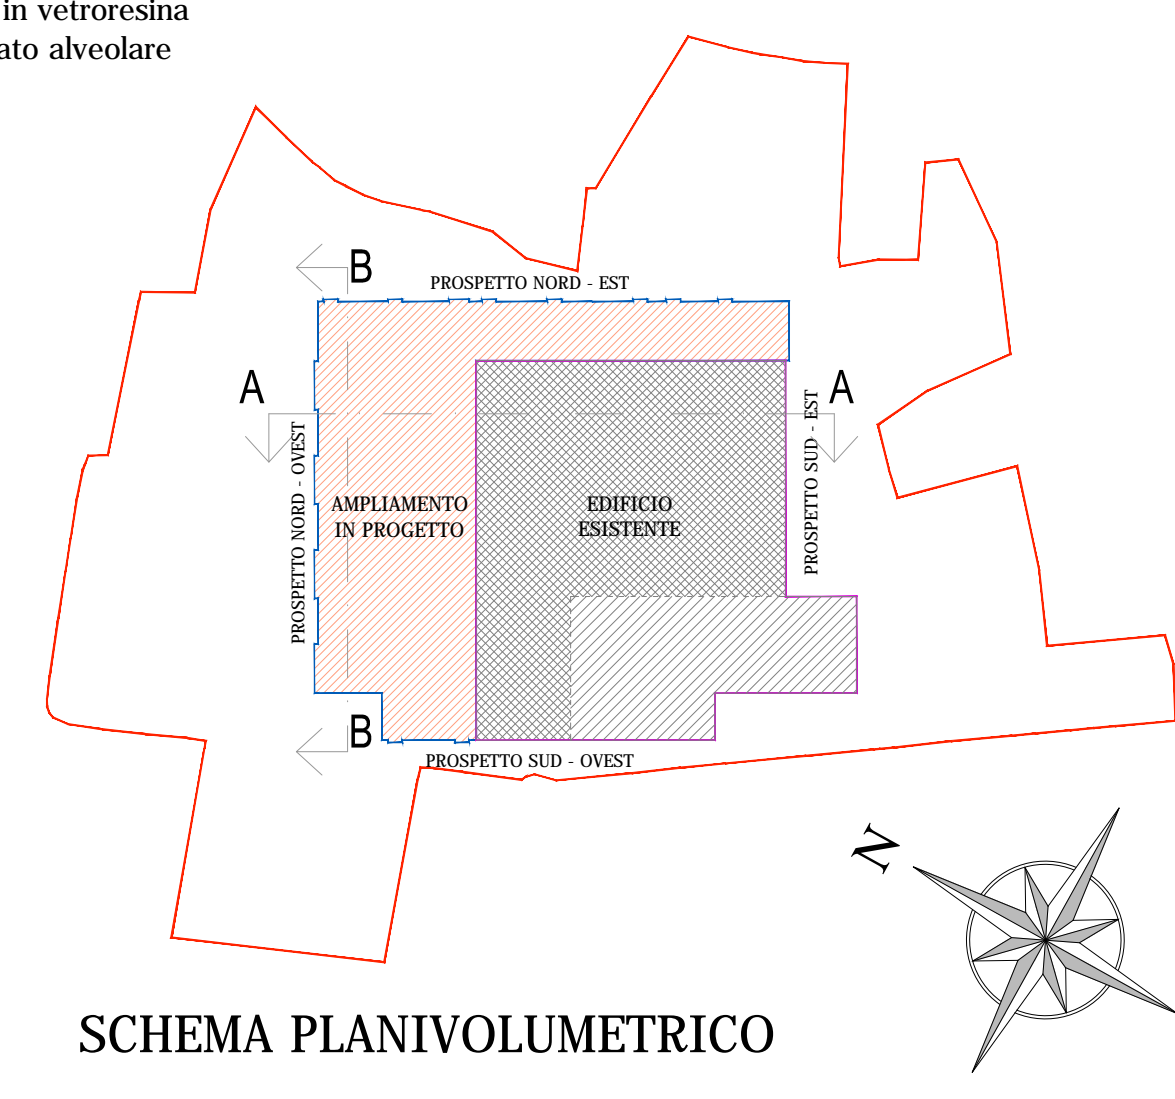 in vetroresina
ato alveolare
B
PROSPETTO NORD - EST
A
A
PROSPETTO NORD - OVEST
AMPLIAMENTO
IN PROGETTO
EDIFICIO
ESISTENTE
PROSPETTO SUD - EST
B
PROSPETTO SUD - OVEST
N
SCHEMA PLANIVOLUMETRICO